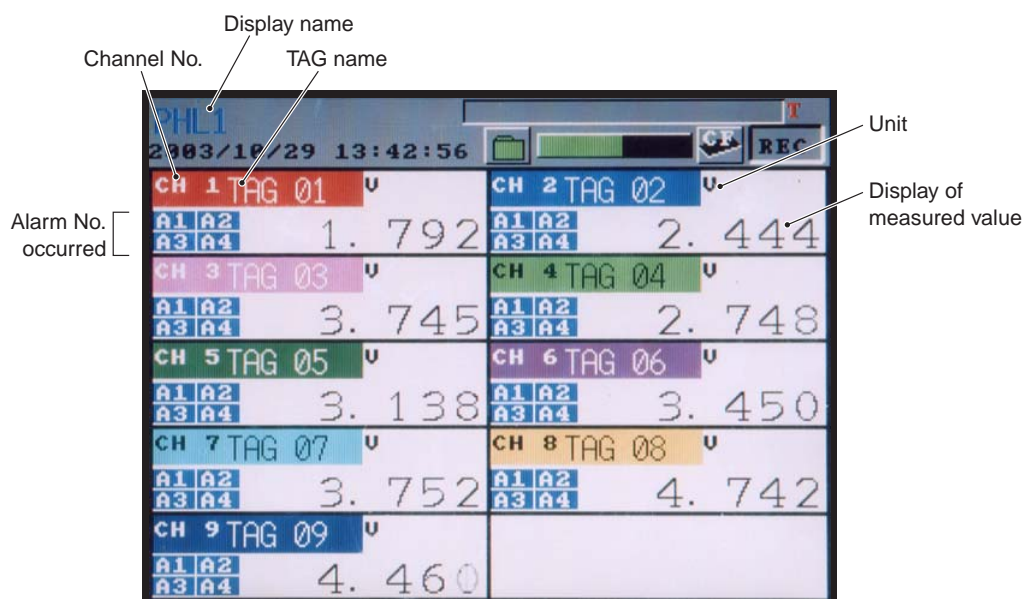 Display name
Channel No. TAG name
PHL1 T
2003/10/29 13:42:56 CF REC
Unit
CH 1 TAG 01 V CH 2 TAG 02 V
Display of
measured value
Alarm No.
occurred
A1 A2 A1 A2
A3 A4 1. 792 A3 A4 2. 444
CH 3 TAG 03 V CH 4 TAG 04 V
A1 A2 A1 A2
A3 A4 3. 745 A3 A4 2. 748
CH 5 TAG 05 V CH 6 TAG 06 V
A1 A2 A1 A2
A3 A4 3. 138 A3 A4 3. 450
CH 7 TAG 07 V CH 8 TAG 08 V
A1 A2 A1 A2
A3 A4 3. 752 A3 A4 4. 742
CH 9 TAG 09 V
A1 A2
A3 A4 4. 460